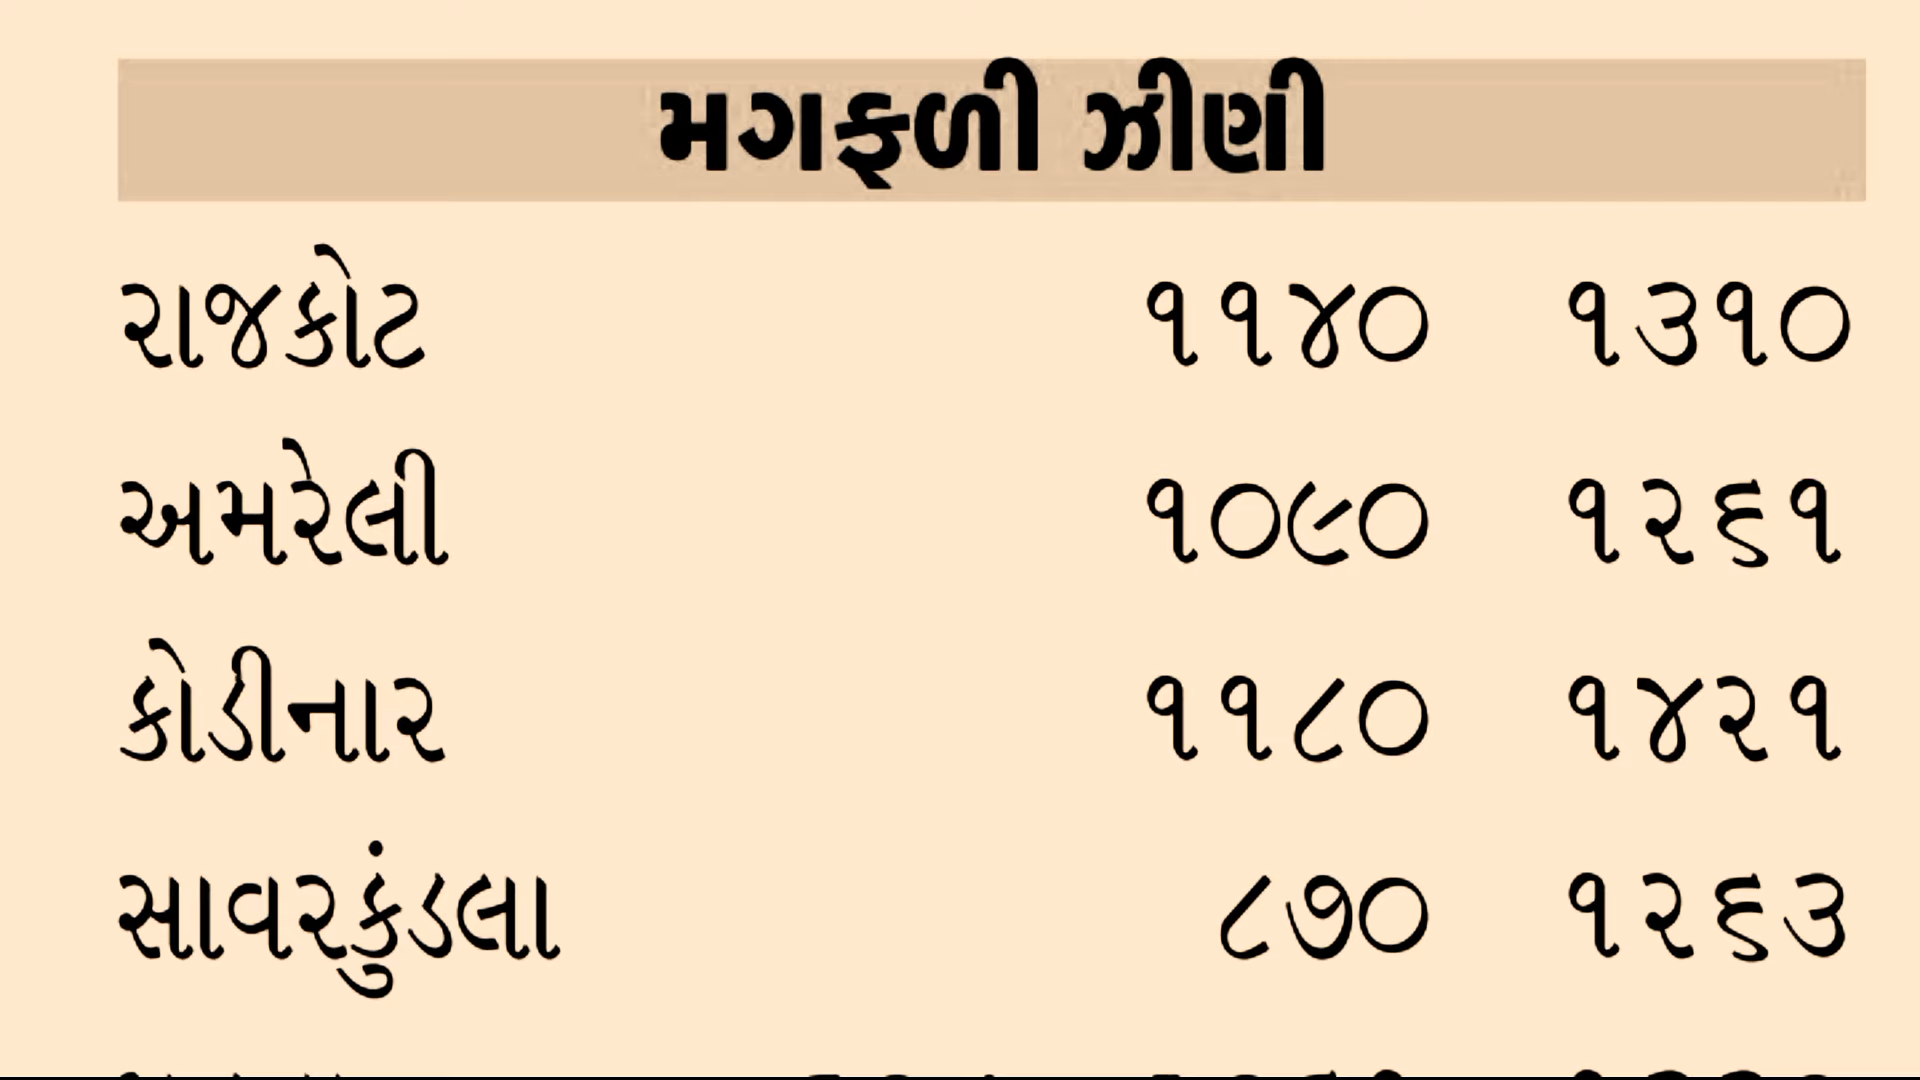 મગફળી ઝીણી
રાજકોટ ૧૧૪૦ ૧૩૧૦
અમરેલી ૧૦૯૦ ૧૨૬૧
કોડીનાર ૧૧૮૦ ૧૪૨૧
સાવરકુંડલા ૮૭૦ ૧૨૬૩